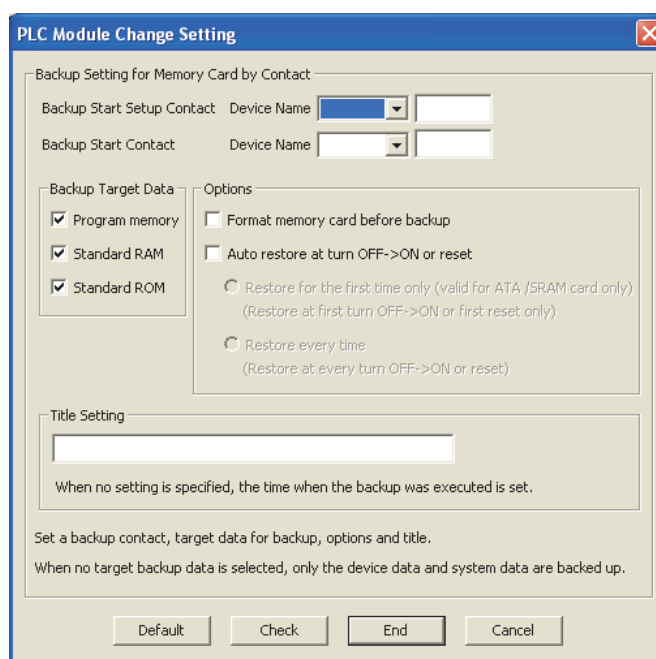 PLC Module Change Setting
Backup Setting for Memory Card by Contact
Backup Start Setup Contact Device Name
Backup Start Contact Device Name
Backup Target Data
Program memory
Standard RAM
Standard ROM
Options
Format memory card before backup
Auto restore at turn OFF->ON or reset
Restore for the first time only (valid for ATA /SRAM card only)
(Restore at first turn OFF->ON or first reset only)
Restore every time
(Restore at every turn OFF->ON or reset)
Title Setting
When no setting is specified, the time when the backup was executed is set.
Set a backup contact, target data for backup, options and title.
When no target backup data is selected, only the device data and system data are backed up.
Default Check End Cancel